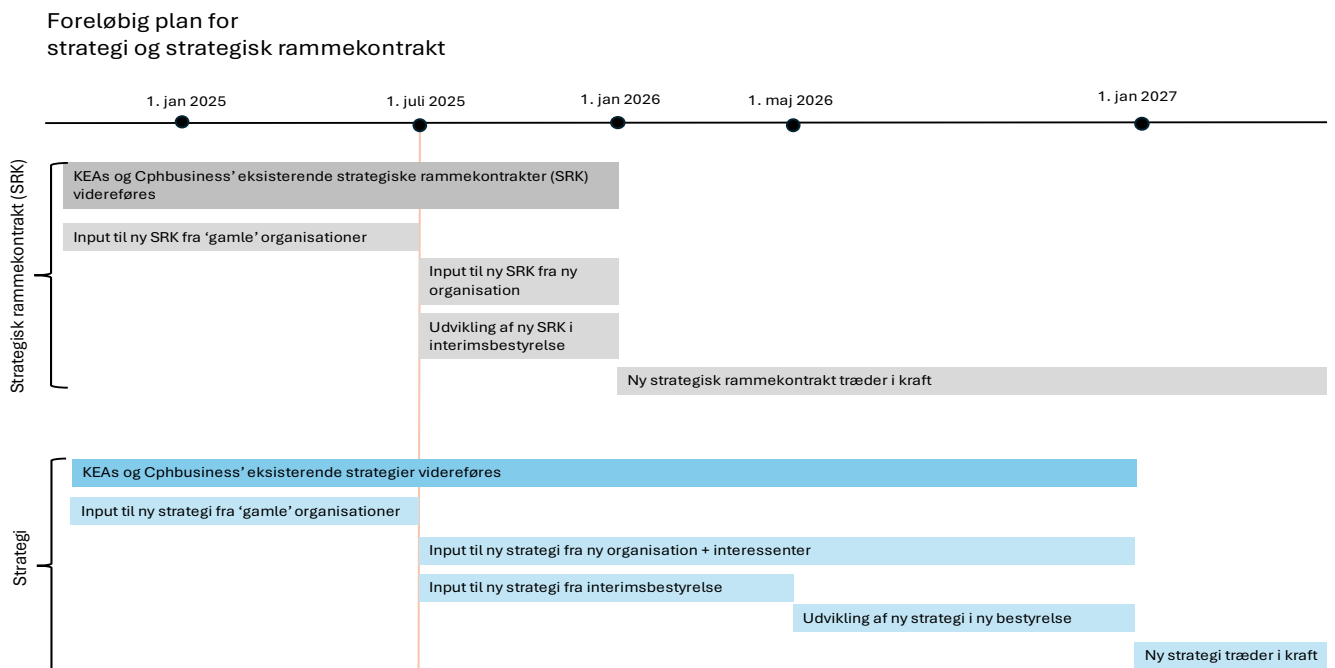 Foreløbig plan for
strategi og strategisk rammekontrakt
1. jan 2025
1. juli 2025
1. jan 2026
1. maj 2026
1. jan 2027
Strategisk rammekontrakt (SRK)
KEAs og Cphbusiness’ eksisterende strategiske rammekontrakter (SRK)
videreføres
Input til ny SRK fra ‘gamle’ organisationer
Input til ny SRK fra ny
organisation
Udvikling af ny SRK i
interimsbestyrelse
Ny strategisk rammekontrakt træder i kraft
Strategi
KEAs og Cphbusiness’ eksisterende strategier videreføres
Input til ny strategi fra ‘gamle’ organisationer
Input til ny strategi fra ny organisation + interessenter
Input til ny strategi fra interimsbestyrelse
Udvikling af ny strategi i ny bestyrelse
Ny strategi træder i kraft